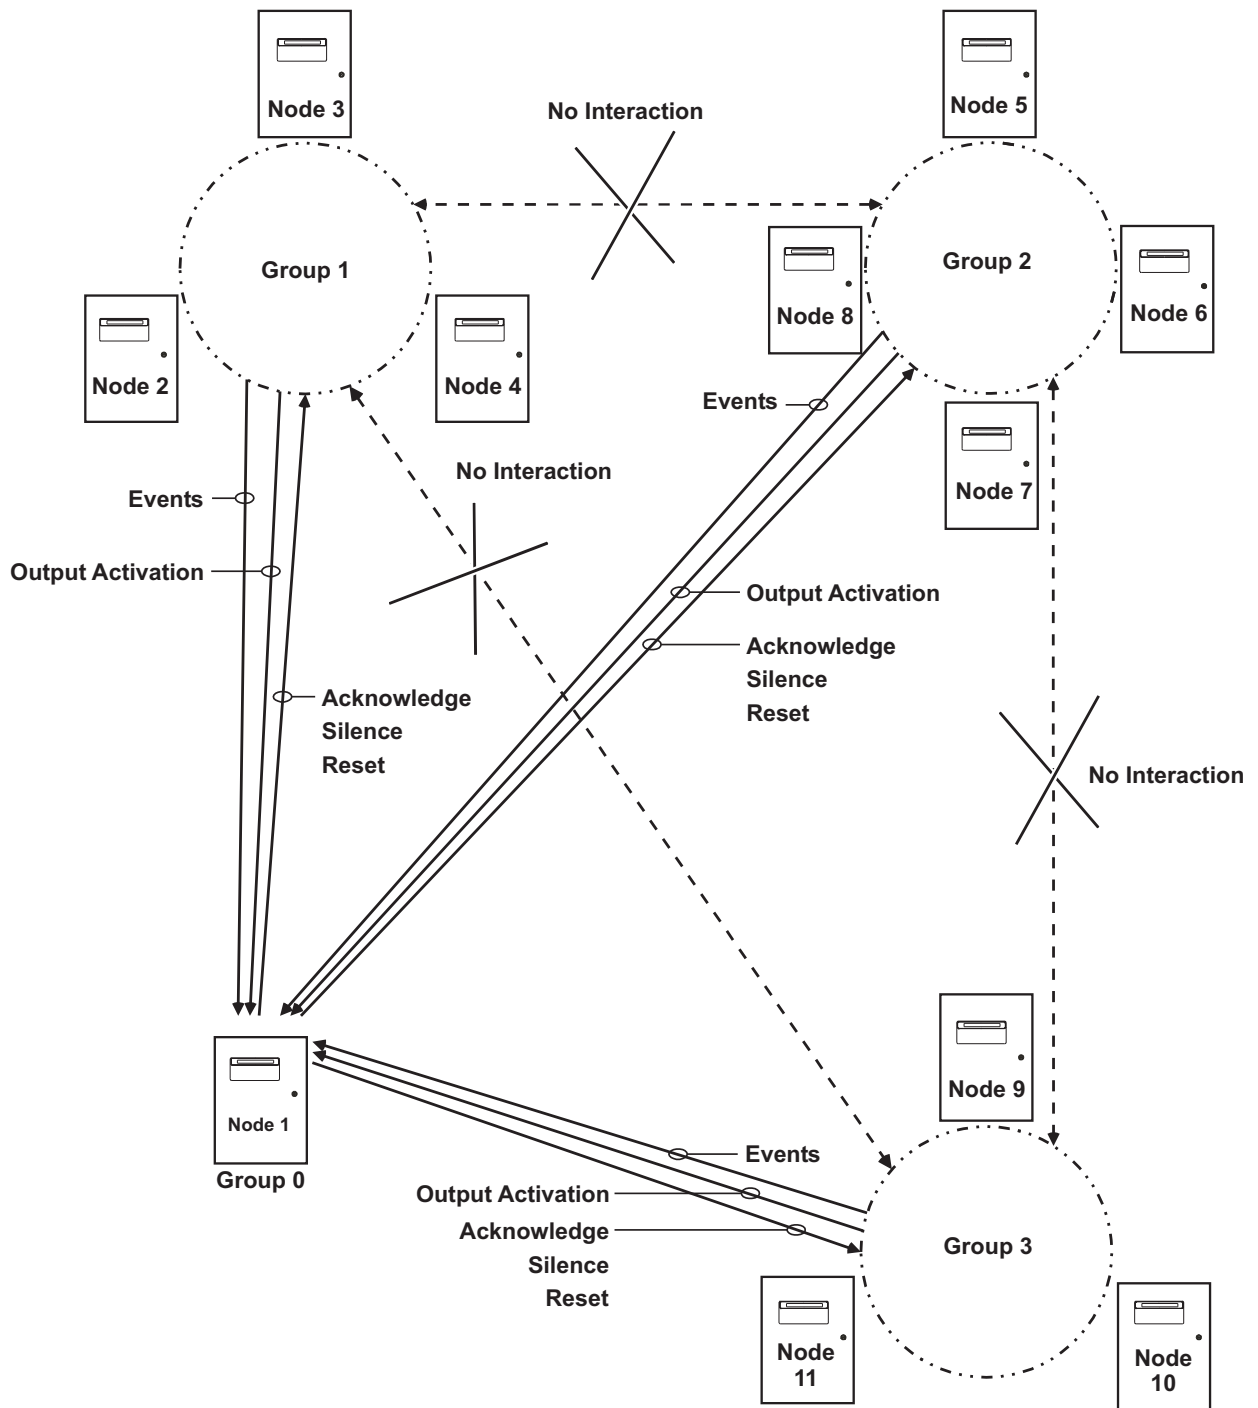 Node 3
Node 5
No Interaction
Group 1
Group 2
Node 8
Node 6
Node 2
Node 4
Events
No Interaction
Node 7
Events
Output Activation
Output Activation
Acknowledge
Silence
Reset
Acknowledge
Silence
Reset
No Interaction
Node 9
Node 1
Group 0
Events
Output Activation
Acknowledge
Silence
Reset
Group 3
Node
11
Node
10